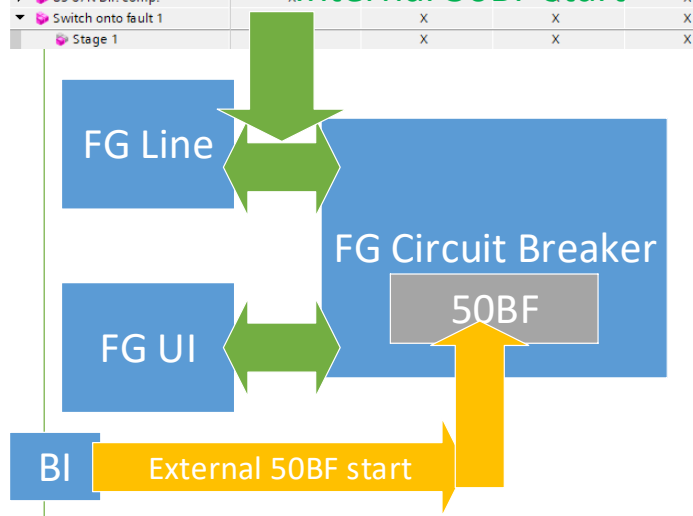 X X
Switch onto fault 1 X X X
Stage 1 X X X
FG Line
FG Circuit Breaker
50BF
FG UI
BI External 50BF start